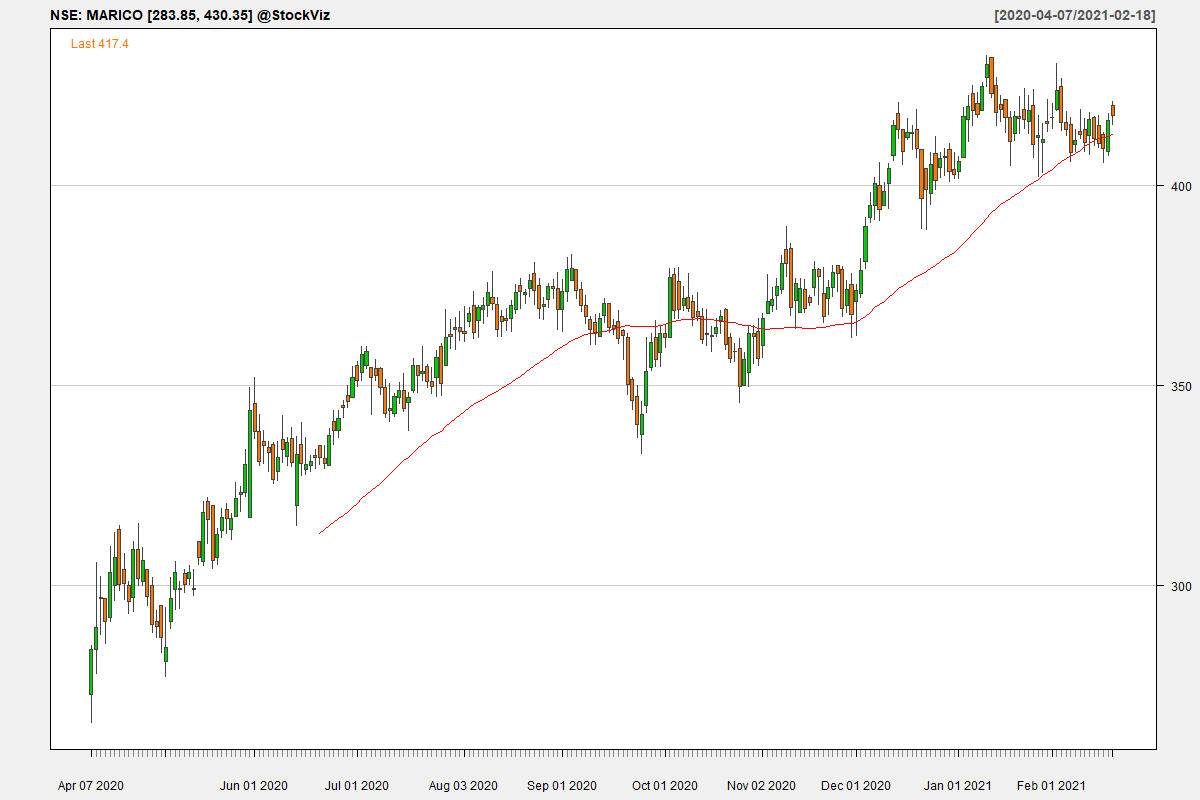 NSE: MARICO [283.85, 430.35] @StockViz [2020-04-07/2021-02-18]
Last 417.4
400
350
300
Apr 07 2020 Jun 01 2020 Jul 01 2020 Aug 03 2020 Sep 01 2020 Oct 01 2020 Nov 02 2020 Dec 01 2020 Jan 01 2021 Feb 01 2021